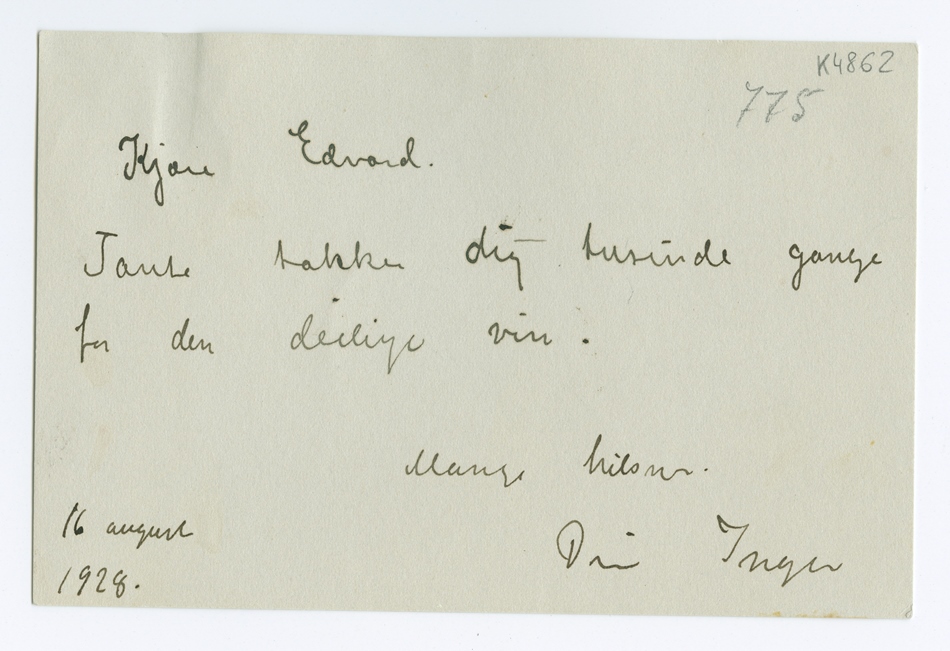 K4862
775
Kjære Edvard.
Tante takker dig tusinde gange
for den deilige vin.
Mange hilsner.
16 august
Din Inger
1928.